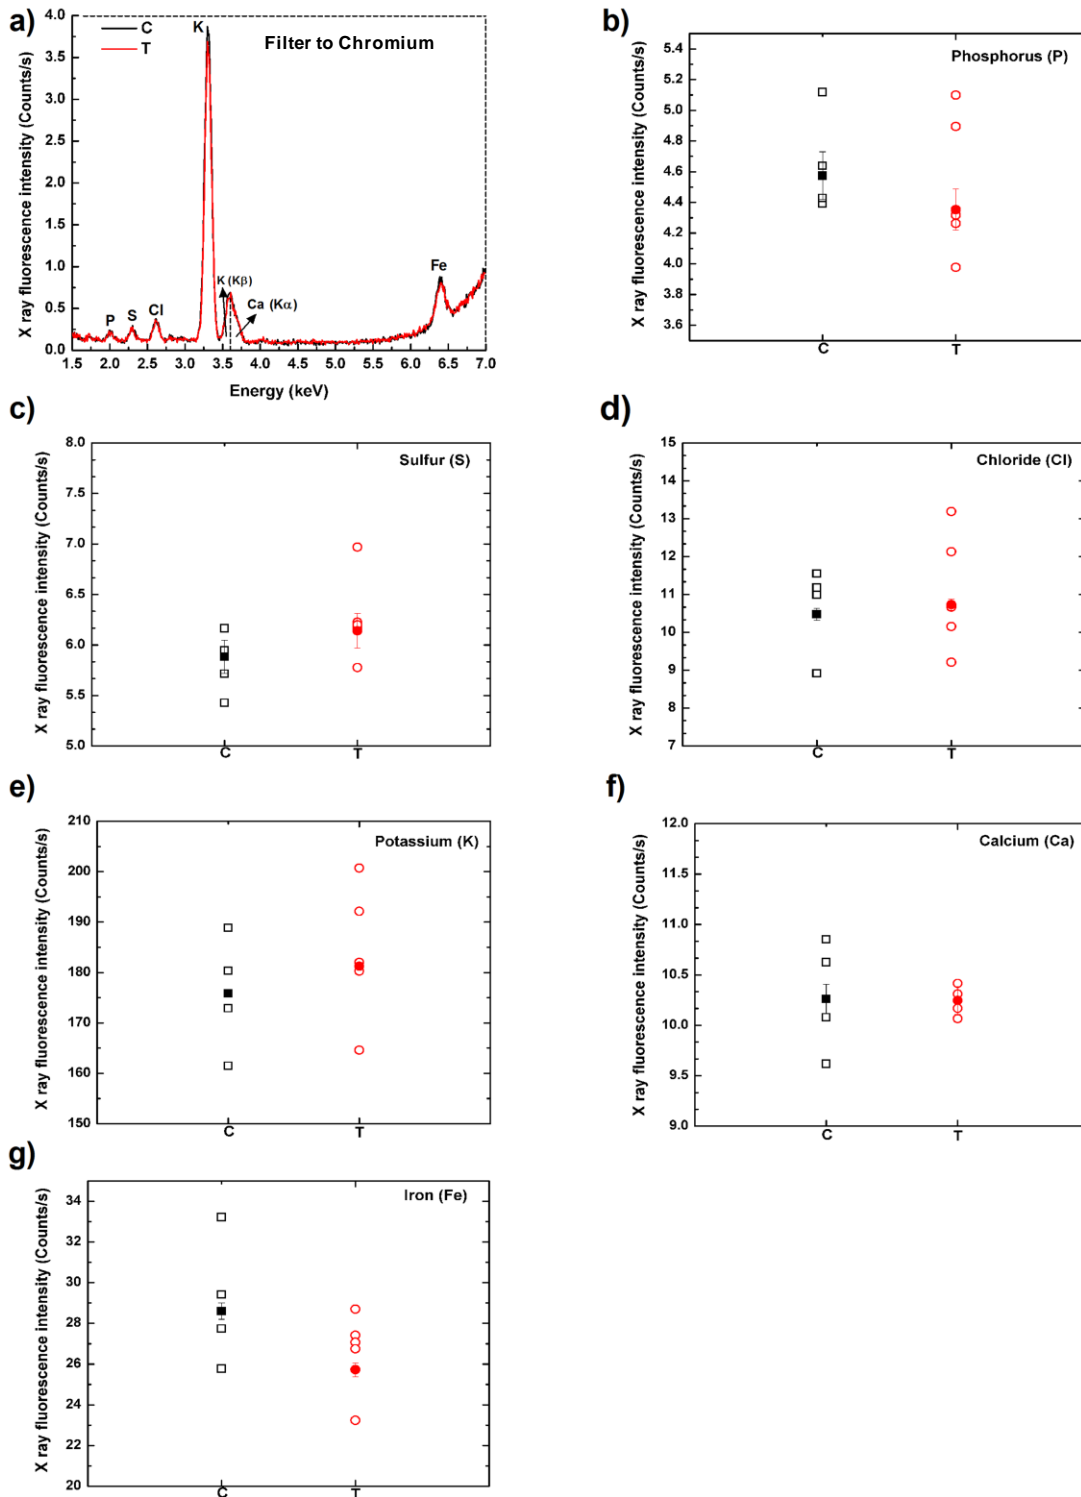 a)
C
T
K
Filter to Chromium
X ray fluorescence intensity (Counts/s)
4.0
3.5
3.0
2.5
2.0
1.5
1.0
0.5
0.0
P
S
Cl
K (Kβ)
Ca (Kα)
Fe
1.5 2.0 2.5 3.0 3.5 4.0 4.5 5.0 5.5 6.0 6.5 7.0
Energy (keV)
b)
Phosphorus (P)
X ray fluorescence intensity (Counts/s)
5.4
5.2
5.0
4.8
4.6
4.4
4.2
4.0
3.8
3.6
C T
c)
Sulfur (S)
X ray fluorescence intensity (Counts/s)
8.0
7.5
7.0
6.5
6.0
5.5
5.0
C T
d)
Chloride (Cl)
X ray fluorescence intensity (Counts/s)
15
14
13
12
11
10
9
8
7
C T
e)
Potassium (K)
X ray fluorescence intensity (Counts/s)
210
200
190
180
170
160
150
C T
f)
Calcium (Ca)
X ray fluorescence intensity (Counts/s)
12.0
11.5
11.0
10.5
10.0
9.5
9.0
C T
g)
Iron (Fe)
X ray fluorescence intensity (Counts/s)
34
32
30
28
26
24
22
20
C T